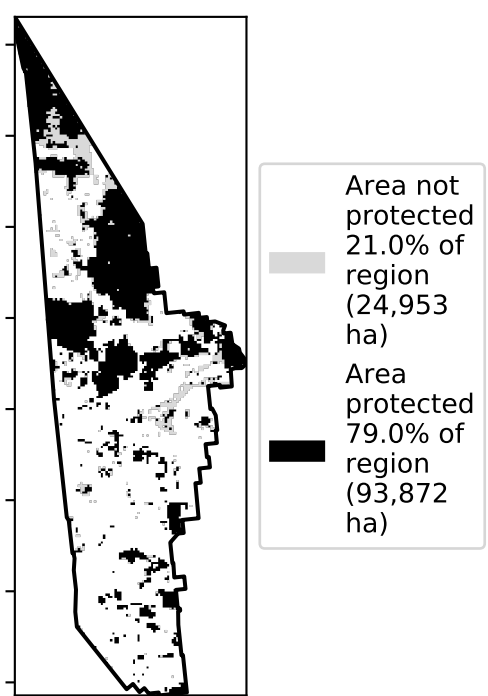 Area not
protected
21.0% of
region
(24,953
ha)
Area
protected
79.0% of
region
(93,872
ha)